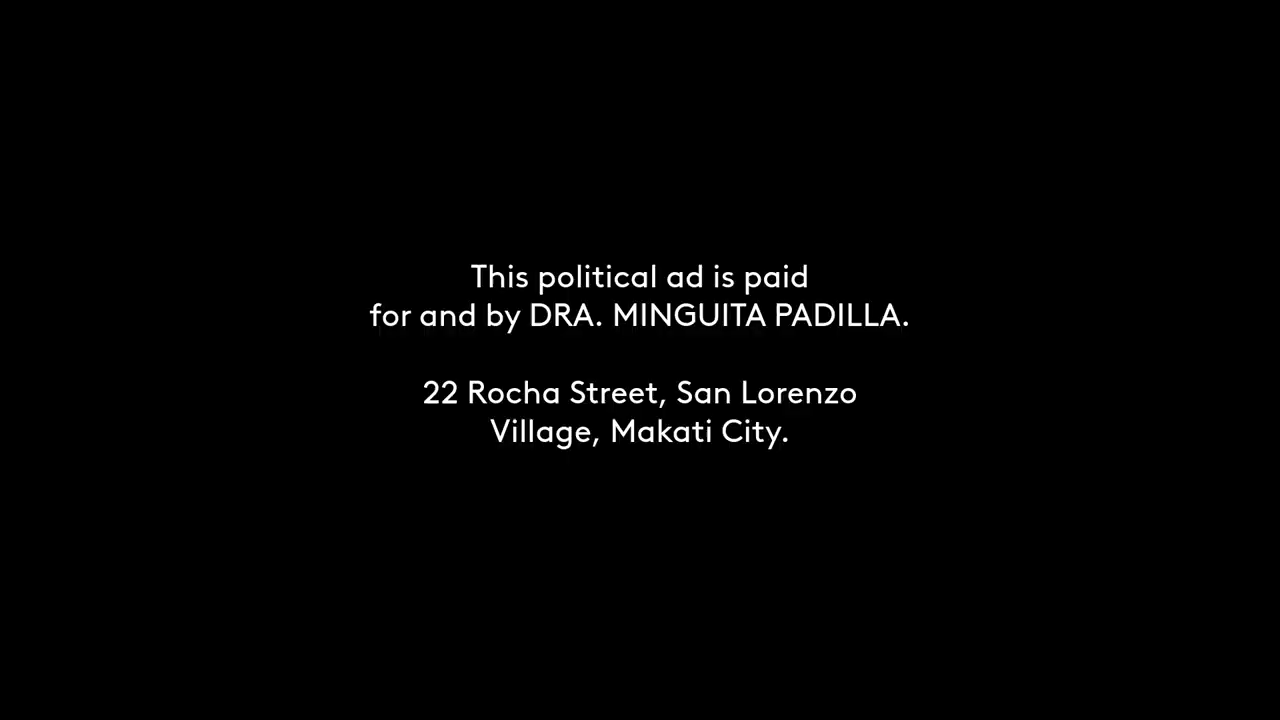 This political ad is paid
for and by DRA. MINGUITA PADILLA.
22 Rocha Street, San Lorenzo
Village, Makati City.